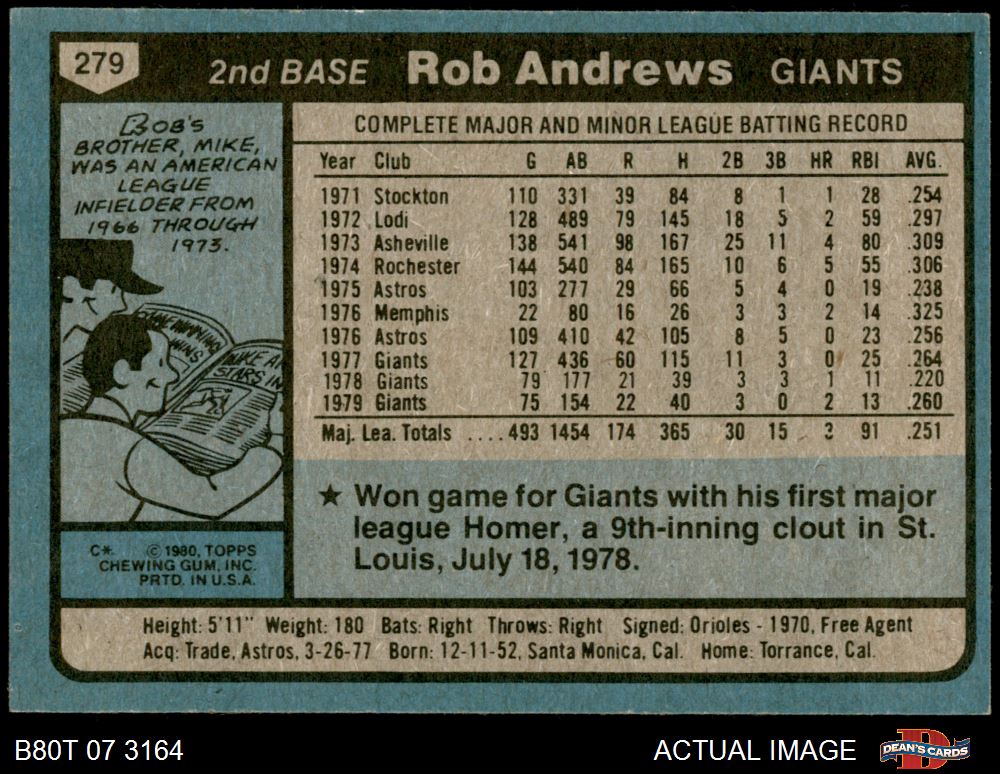 279
2nd BASE Rob Andrews GIANTS
BOB'S
BROTHER, MIKE,
WAS AN AMERICAN
LEAGUE
INFIELDER FROM
1966 THROUGH
1973.
WINS
MIKE
STARS IN
C* © 1980, TOPPS
CHEWING GUM, INC.
PRTD. IN U.S.A.
COMPLETE MAJOR AND MINOR LEAGUE BATTING RECORD
Year Club G AB R H 2B 3B HR RBI AVG.
1971 Stockton 110 331 39 84 8 1 1 28 .254
1972 Lodi 128 489 79 145 18 5 2 59 .297
1973 Asheville 138 541 98 167 25 11 4 80 .309
1974 Rochester 144 540 84 165 10 6 5 55 .306
1975 Astros 103 277 29 66 5 4 0 19 .238
1976 Memphis 22 80 16 26 3 3 2 14 .325
1976 Astros 109 410 42 105 8 5 0 23 .256
1977 Giants 127 436 60 115 11 3 0 25 .264
1978 Giants 79 177 21 39 3 3 1 11 .220
1979 Giants 75 154 22 40 3 0 2 13 .260
Maj. Lea. Totals ....493 1454 174 365 30 15 3 91 .251
★ Won game for Giants with his first major
league Homer, a 9th-inning clout in St.
Louis, July 18, 1978.
Height: 5'11" Weight: 180 Bats: Right Throws: Right Signed: Orioles - 1970, Free Agent
Acq: Trade, Astros, 3-26-77 Born: 12-11-52, Santa Monica, Cal. Home: Torrance, Cal.
B80T 07 3164 ACTUAL IMAGE DEAN'S CARDS